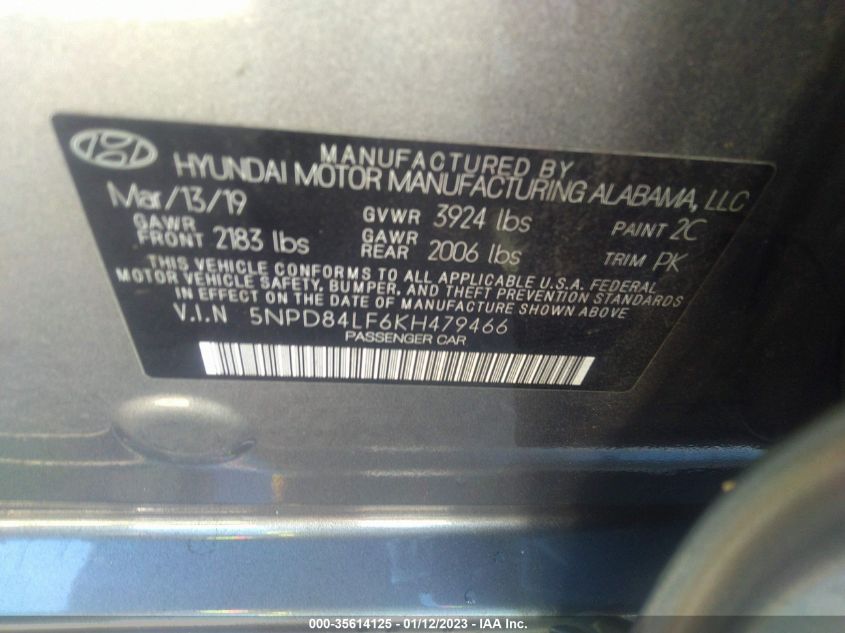 MANUFACTURED BY
HYUNDAI MOTOR MANUFACTURING ALABAMA, LLC
Mar/13/19 GVWR 3924 lbs PAINT 2C
GAWR FRONT 2183 lbs GAWR REAR 2006 lbs TRIM PK
THIS VEHICLE CONFORMS TO ALL APPLICABLE U.S.A. FEDERAL
MOTOR VEHICLE SAFETY, BUMPER, AND THEFT PREVENTION STANDARDS
IN EFFECT ON THE DATE OF MANUFACTURE SHOWN ABOVE
V.I.N 5NPD84LF6KH479466
PASSENGER CAR
000-35614125 - 01/12/2023 - IAA Inc.